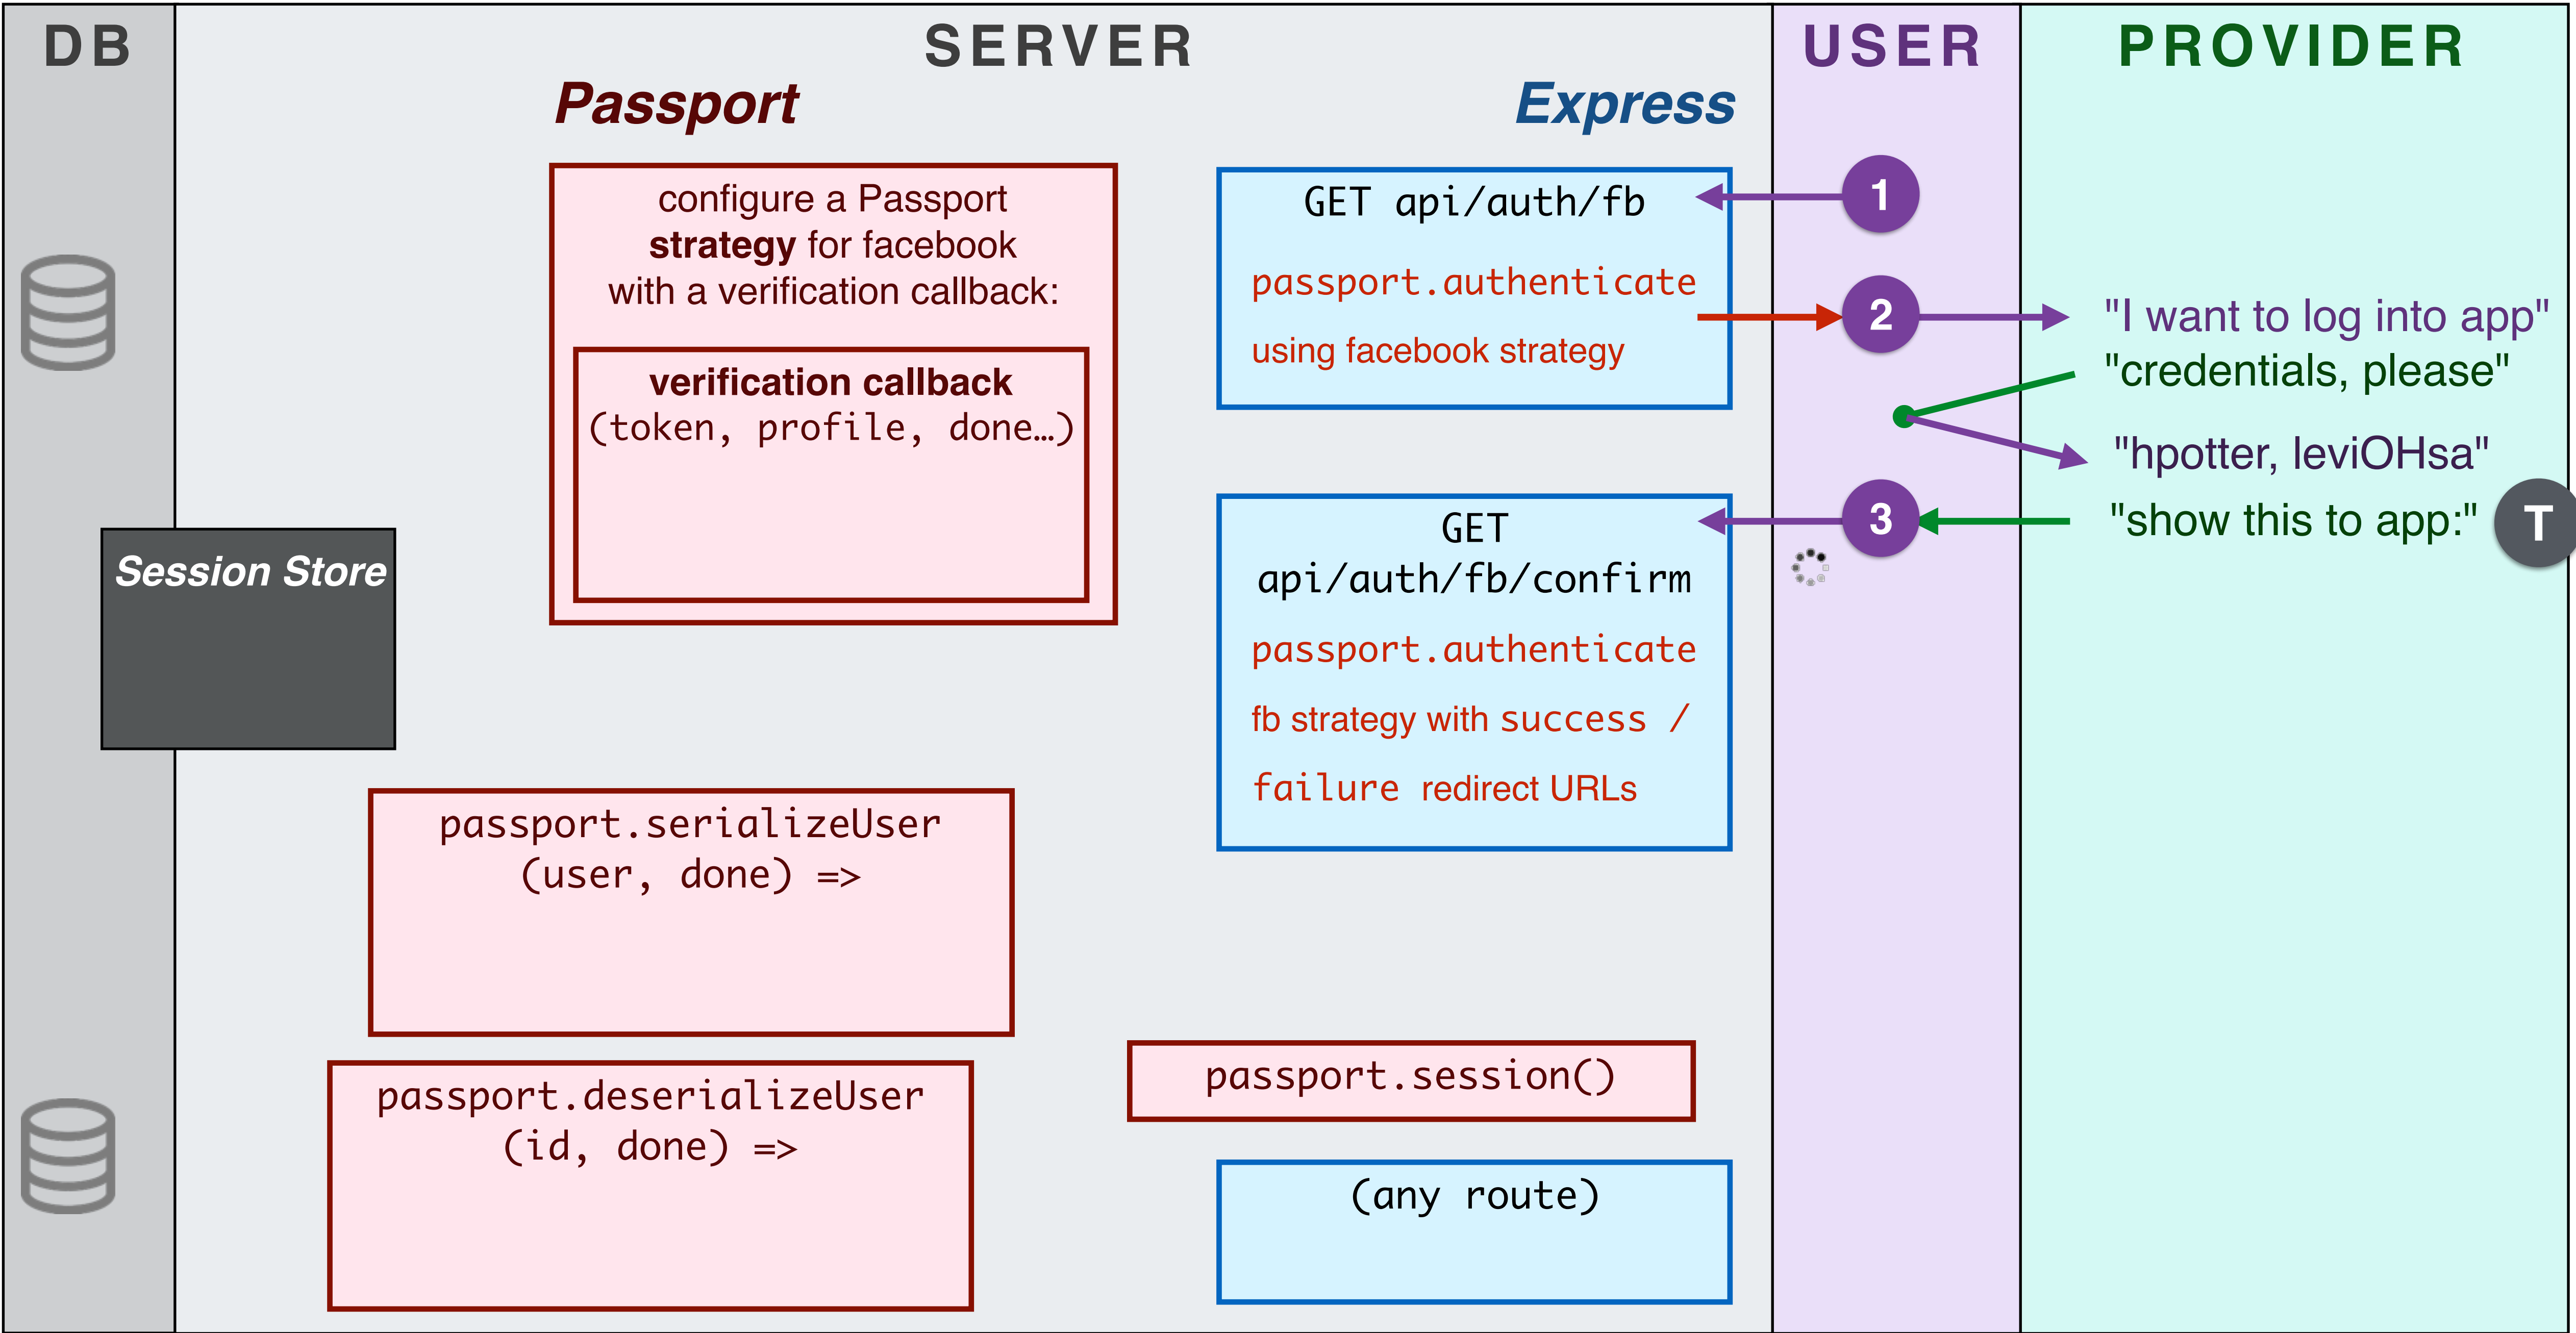 DB
SERVER
USER
PROVIDER
Passport
Express
configure a Passport
strategy for facebook
with a verification callback:
verification callback
(token, profile, done…)
GET api/auth/fb
passport.authenticate
using facebook strategy
1
2
"I want to log into app"
"credentials, please"
"hpotter, leviOHsa"
3
"show this to app:"
T
Session Store
GET
api/auth/fb/confirm
passport.authenticate
fb strategy with success /
failure redirect URLs
passport.serializeUser
(user, done) =>
passport.deserializeUser
(id, done) =>
passport.session()
(any route)